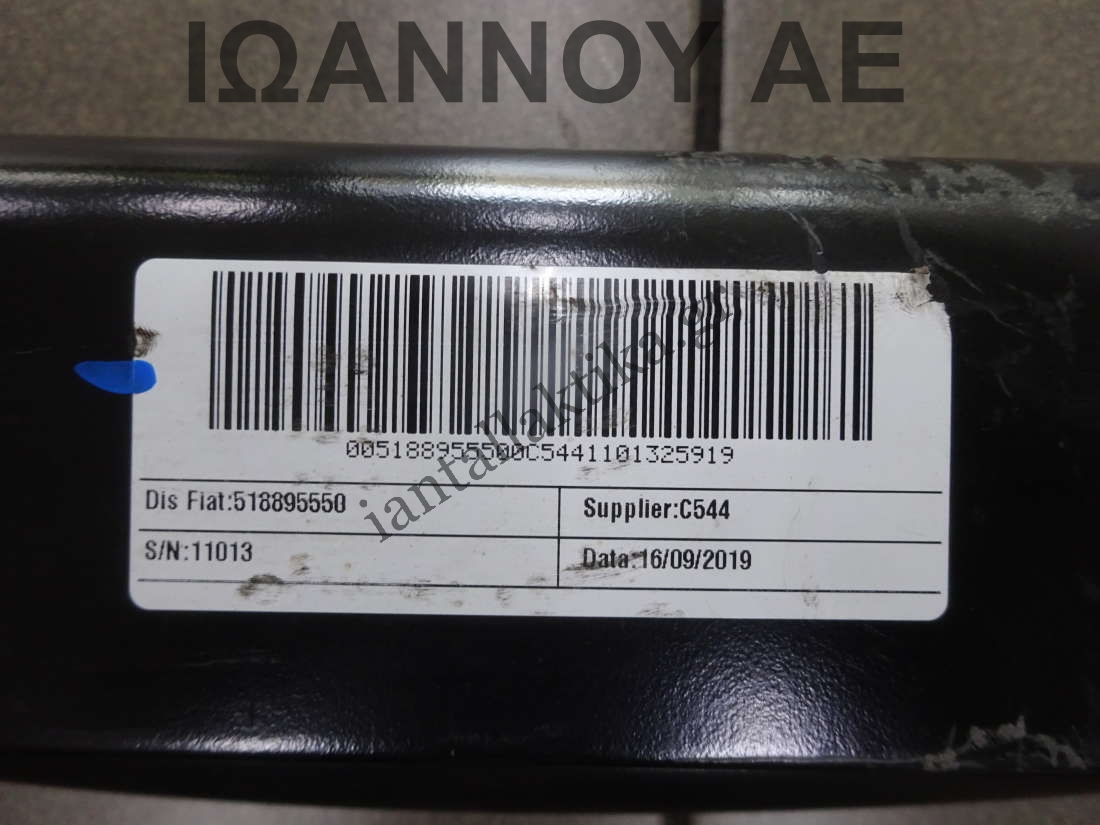 ΙΩΑΝΝΟΥ ΑΕ
005188955500C5441101325919
iantallaktika.gr
Dis Fiat:518895550
Supplier:C544
S/N:11013
Data:16/09/2019